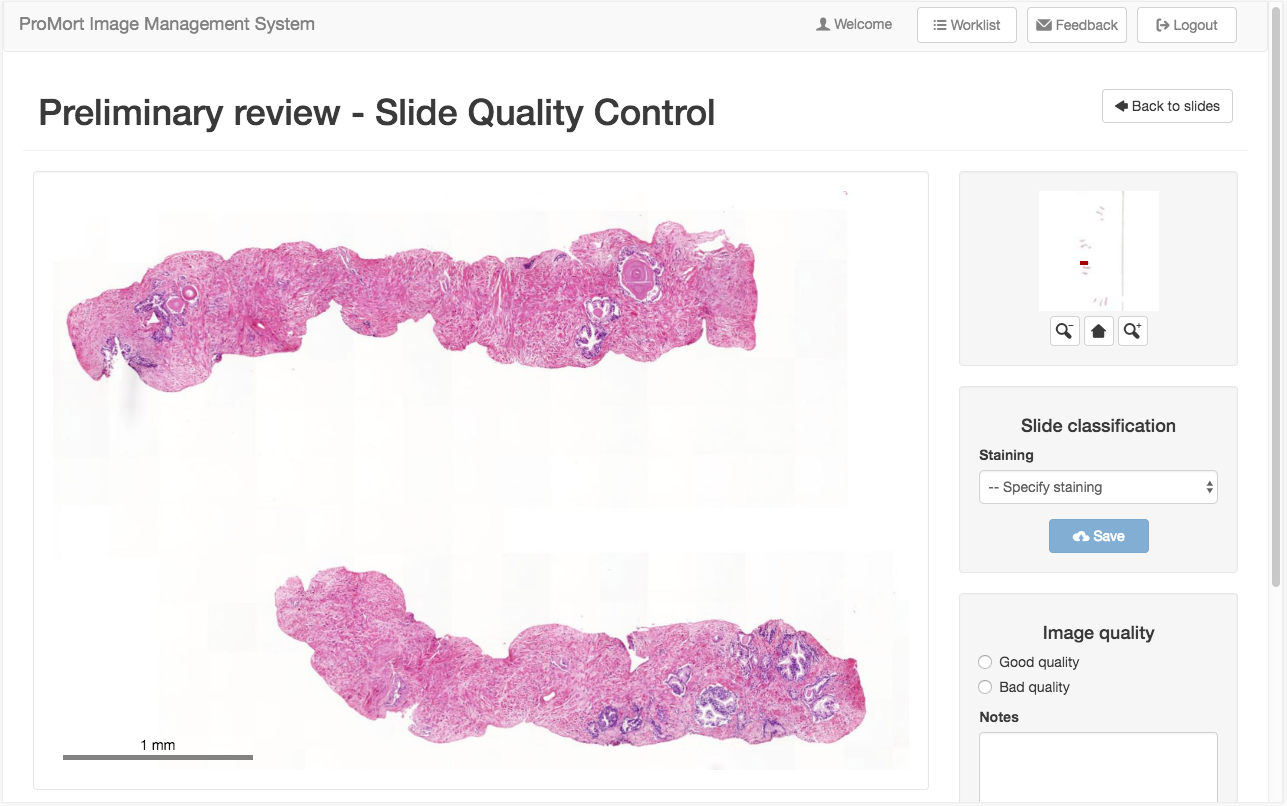 ProMort Image Management System
Welcome
Worklist
Feedback
Logout
Preliminary review - Slide Quality Control
Back to slides
Slide classification
Staining
-- Specify staining
Save
Image quality
Good quality
Bad quality
Notes
1 mm